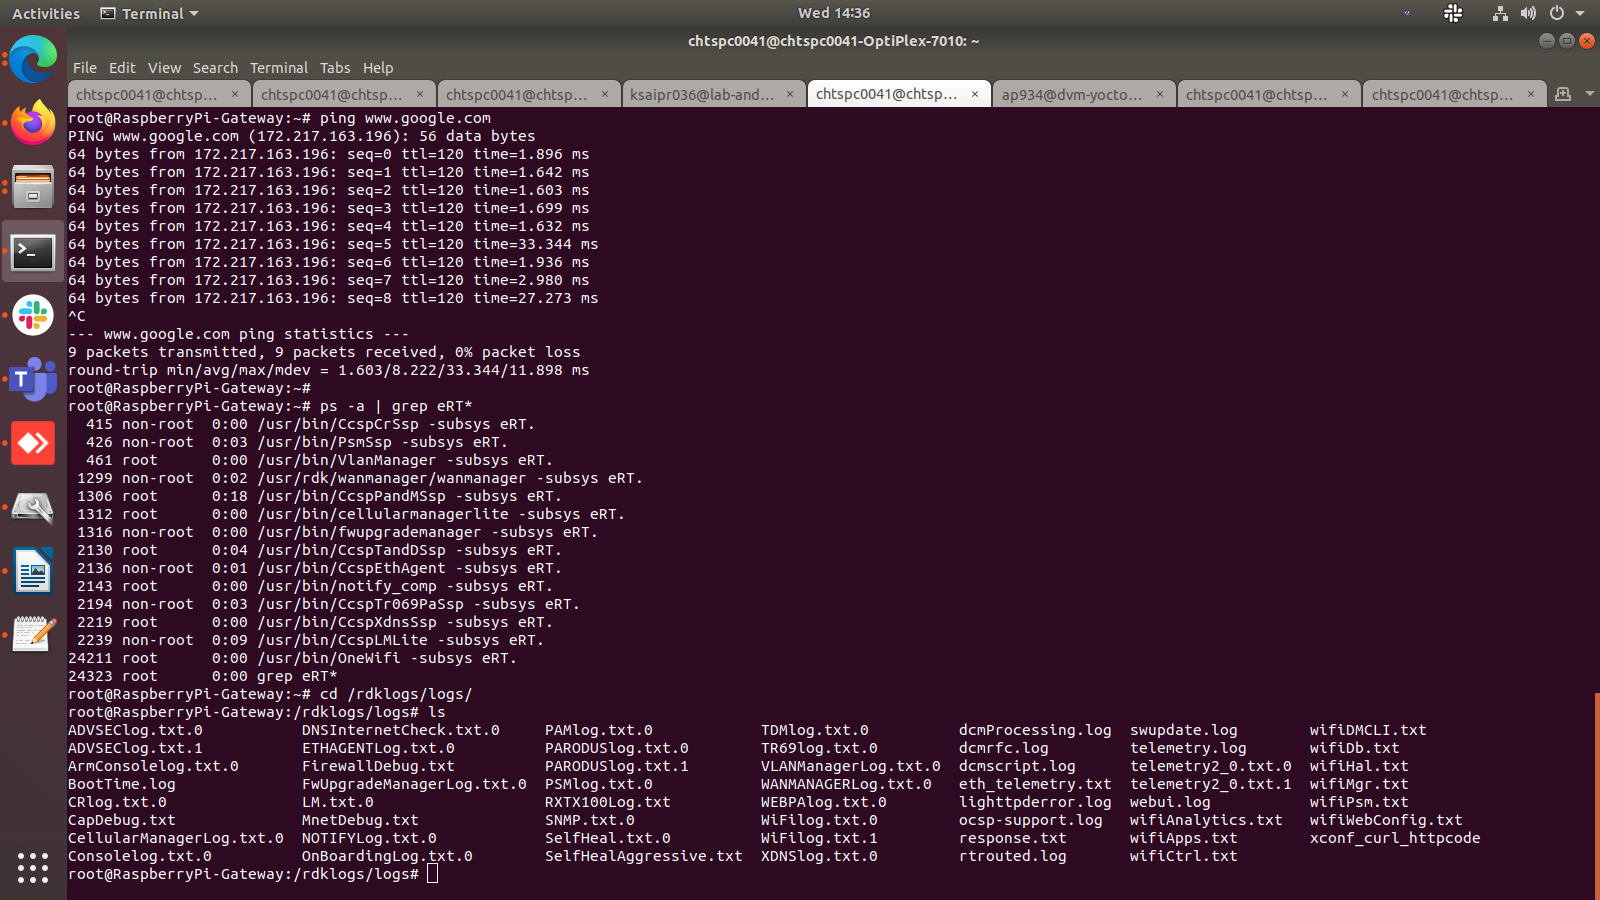 Activities Terminal Wed 14:36
chtspc0041@chtspc0041-OptiPlex-7010: ~
File Edit View Search Terminal Tabs Help
chtspc0041@chtsp... × chtspc0041@chtsp... × chtspc0041@chtsp... × ksaipr036@lab-and... × chtspc0041@chtsp... × ap934@dvm-yocto... × chtspc0041@chtsp... × chtspc0041@chtsp... ×
root@RaspberryPi-Gateway:~# ping www.google.com
PING www.google.com (172.217.163.196): 56 data bytes
64 bytes from 172.217.163.196: seq=0 ttl=120 time=1.896 ms
64 bytes from 172.217.163.196: seq=1 ttl=120 time=1.642 ms
64 bytes from 172.217.163.196: seq=2 ttl=120 time=1.603 ms
64 bytes from 172.217.163.196: seq=3 ttl=120 time=1.699 ms
64 bytes from 172.217.163.196: seq=4 ttl=120 time=1.632 ms
64 bytes from 172.217.163.196: seq=5 ttl=120 time=33.344 ms
64 bytes from 172.217.163.196: seq=6 ttl=120 time=1.936 ms
64 bytes from 172.217.163.196: seq=7 ttl=120 time=2.980 ms
64 bytes from 172.217.163.196: seq=8 ttl=120 time=27.273 ms
^C
--- www.google.com ping statistics ---
9 packets transmitted, 9 packets received, 0% packet loss
round-trip min/avg/max/mdev = 1.603/8.222/33.344/11.898 ms
root@RaspberryPi-Gateway:~#
root@RaspberryPi-Gateway:~# ps -a | grep eRT*
415 non-root 0:00 /usr/bin/CcspCrSsp -subsys eRT.
426 non-root 0:03 /usr/bin/PsmSsp -subsys eRT.
461 root 0:00 /usr/bin/VlanManager -subsys eRT.
1299 non-root 0:02 /usr/rdk/wanmanager/wanmanager -subsys eRT.
1306 root 0:18 /usr/bin/CcspPandMSsp -subsys eRT.
1312 root 0:00 /usr/bin/cellularmanagerlite -subsys eRT.
1316 non-root 0:00 /usr/bin/fwupgrademanager -subsys eRT.
2130 root 0:04 /usr/bin/CcspTandDSsp -subsys eRT.
2136 non-root 0:01 /usr/bin/CcspEthAgent -subsys eRT.
2143 root 0:00 /usr/bin/notify_comp -subsys eRT.
2194 non-root 0:03 /usr/bin/CcspTr069PaSsp -subsys eRT.
2219 root 0:00 /usr/bin/CcspXdnsSsp -subsys eRT.
2239 non-root 0:09 /usr/bin/CcspLMLite -subsys eRT.
24211 root 0:00 /usr/bin/OneWifi -subsys eRT.
24323 root 0:00 grep eRT*
root@RaspberryPi-Gateway:~# cd /rdklogs/logs/
root@RaspberryPi-Gateway:/rdklogs/logs# ls
ADVSEClog.txt.0 DNSInternetCheck.txt.0 PAMlog.txt.0 TDMlog.txt.0 dcmProcessing.log swupdate.log wifiDMCLI.txt
ADVSEClog.txt.1 ETHAGENTLog.txt.0 PARODUSlog.txt.0 TR69log.txt.0 dcmrfc.log telemetry.log wifiDb.txt
ArmConsolelog.txt.0 FirewallDebug.txt PARODUSlog.txt.1 VLANManagerLog.txt.0 dcmscript.log telemetry2_0.txt.0 wifiHal.txt
BootTime.log FwUpgradeManagerLog.txt.0 PSMlog.txt.0 WANMANAGERLog.txt.0 eth_telemetry.txt telemetry2_0.txt.1 wifiMgr.txt
CRlog.txt.0 LM.txt.0 RXTX100Log.txt WEBPAlog.txt.0 lighttpderror.log webui.log wifiPsm.txt
CapDebug.txt MnetDebug.txt SNMP.txt.0 WiFilog.txt.0 ocsp-support.log wifiAnalytics.txt wifiWebConfig.txt
CellularManagerLog.txt.0 NOTIFYLog.txt.0 SelfHeal.txt.0 WiFilog.txt.1 response.txt wifiApps.txt xconf_curl_httpcode
Consolelog.txt.0 OnBoardingLog.txt.0 SelfHealAggressive.txt XDNSlog.txt.0 rtrouted.log wifiCtrl.txt
root@RaspberryPi-Gateway:/rdklogs/logs#